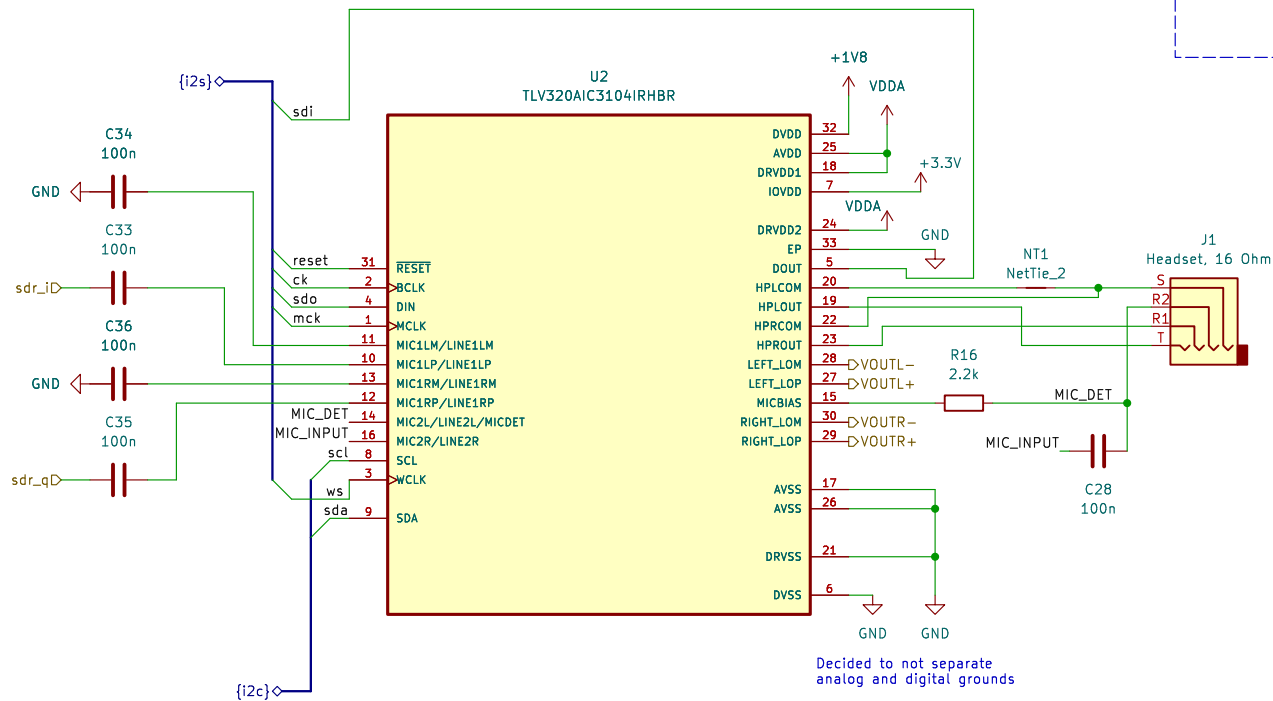 +1V8
U2
TLV320AIC3104IRHBR
{i2s}
VDDA
sdi
C34
100n
GND
DVDD 32
AVDD 25
DRVDD1 18
IOVDD 7
+3.3V
VDDA
C33
100n
DRVDD2 24
GND
EP 33
J1
Headset, 16 Ohm
NT1
NetTie_2
reset 31 RESET
ck 2 BCLK
sdo 4 DIN
mck 1 MCLK
11 MIC1LM/LINE1LM
10 MIC1LP/LINE1LP
13 MIC1RM/LINE1RM
12 MIC1RP/LINE1RP
MIC_DET 14 MIC2L/LINE2L/MICDET
MIC_INPUT 16 MIC2R/LINE2R
scl 8 SCL
ws 3 WCLK
sda 9 SDA
DOUT 5
HPLCOM 20
HPLOUT 19
HPRCOM 22
HPROUT 23
LEFT_LOM 28 VOUTL-
LEFT_LOP 27 VOUTL+
MICBIAS 15
RIGHT_LOM 30 VOUTR-
RIGHT_LOP 29 VOUTR+
AVSS 17
AVSS 26
DRVSS 21
DVSS 6
S
R2
R1
T
sdr_i
C36
100n
GND
C35
100n
sdr_q
R16
2.2k
MIC_DET
MIC_INPUT
C28
100n
GND
GND
Decided to not separate
analog and digital grounds
{i2c}